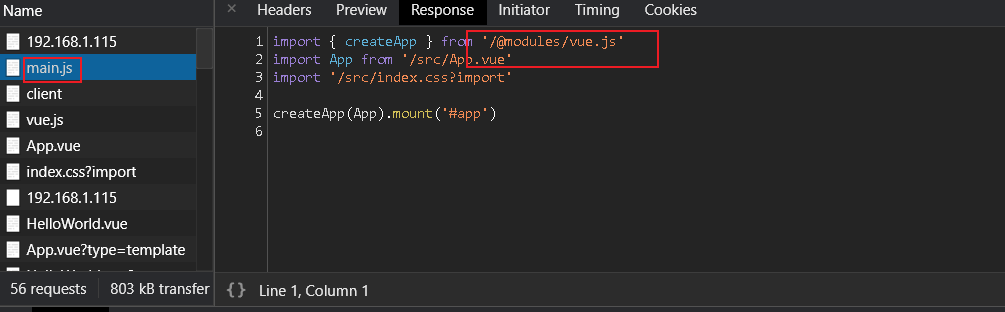 Name
× Headers Preview Response Initiator Timing Cookies
192.168.1.115
main.js
client
vue.js
App.vue
index.css?import
192.168.1.115
HelloWorld.vue
App.vue?type=template
56 requests 803 kB transfer
1 import { createApp } from '/@modules/vue.js'
2 import App from '/src/App.vue'
3 import '/src/index.css?import'
4
5 createApp(App).mount('#app')
6
{} Line 1, Column 1